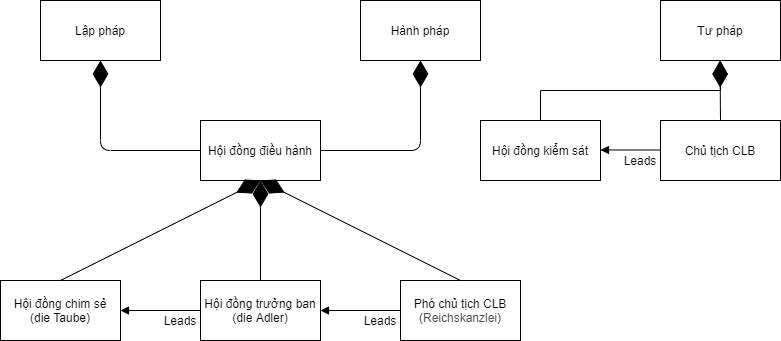 Lập pháp
Hành pháp
Tư pháp
Hội đồng điều hành
Hội đồng kiểm sát
Leads
Chủ tịch CLB
Hội đồng chim sẻ
(die Taube)
Leads
Hội đồng trưởng ban
(die Adler)
Leads
Phó chủ tịch CLB
(Reichskanzlei)